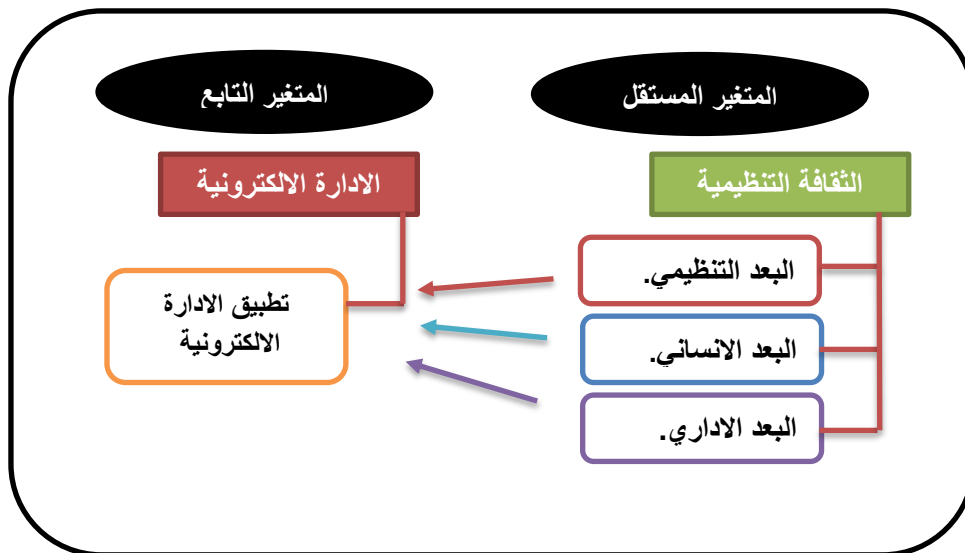 المتغير المستقل
المتغير التابع
الثقافة التنظيمية
الادارة الالكترونية
البعد التنظيمي.
البعد الانساني.
البعد الاداري.
تطبيق الادارة
الالكترونية